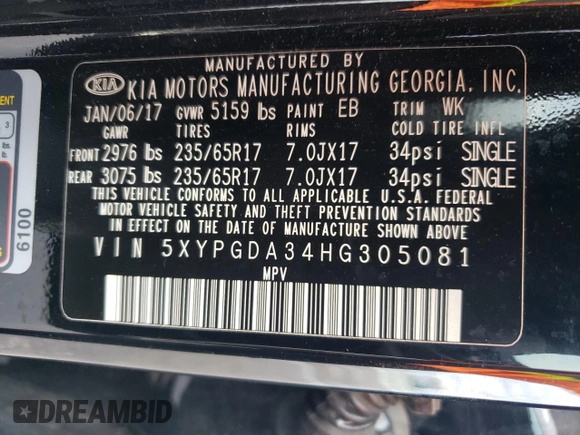 MANUFACTURED BY
KIA KIA MOTORS MANUFACTURING GEORGIA, INC.
JAN/06/17 GVWR 5159 lbs PAINT EB TRIM WK
GAWR TIRES RIMS COLD TIRE INFL
FRONT 2976 lbs 235/65R17 7.0JX17 34psi SINGLE
REAR 3075 lbs 235/65R17 7.0JX17 34psi SINGLE
THIS VEHICLE CONFORMS TO ALL APPLICABLE U.S.A. FEDERAL
MOTOR VEHICLE SAFETY AND THEFT PREVENTION STANDARDS
IN EFFECT ON THE DATE OF MANUFACTURE SHOWN ABOVE.
VIN 5XYPGDA34HG305081
MPV
3
6100
DREAMBID